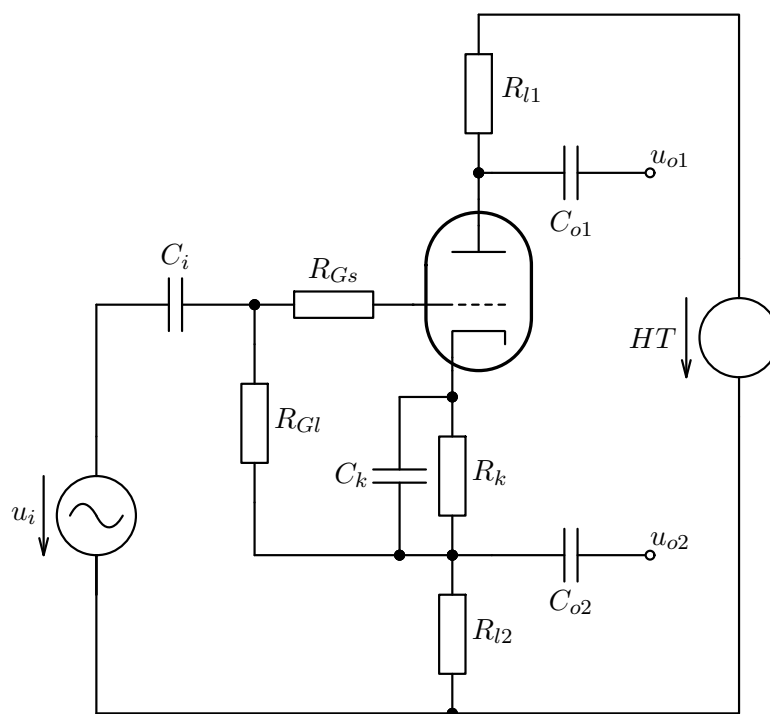 R_{l1}
u_{o1}
C_{o1}
C_i
R_{Gs}
HT
R_{Gl}
C_k
R_k
u_i
u_{o2}
C_{o2}
R_{l2}